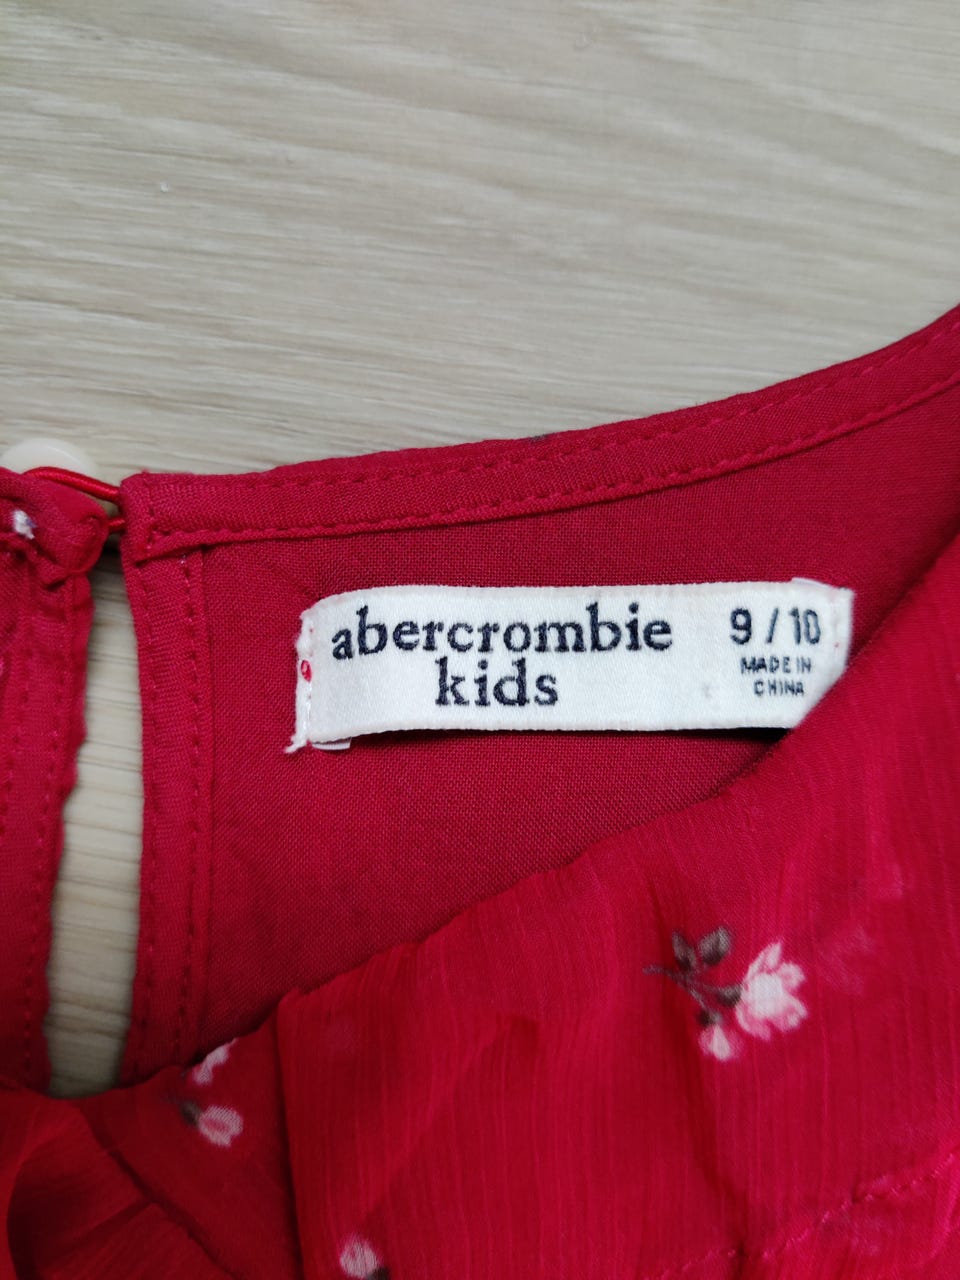 abercrombie
kids
9/10
MADE IN
CHINA